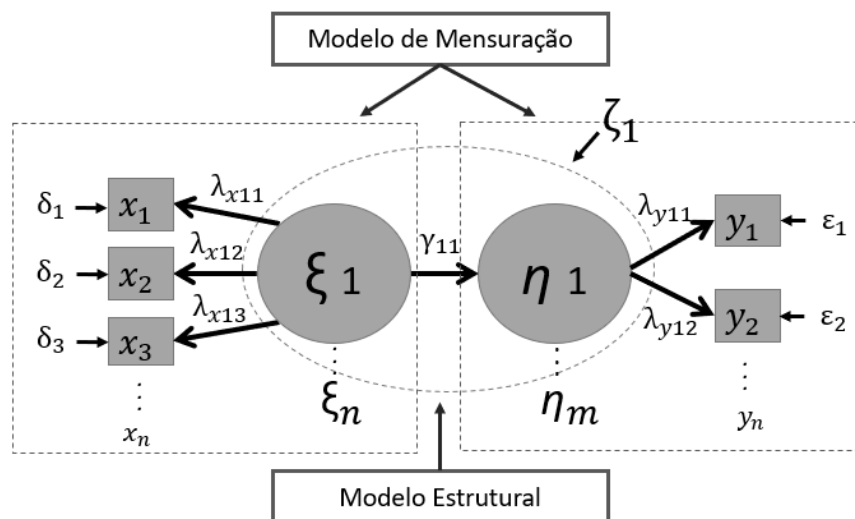 Modelo de Mensuração
ζ1
δ1
x1
λx11
δ2
x2
λx12
δ3
x3
λx13
⋮
xn
ξ 1
⋮
ξn
γ11
η 1
⋮
ηm
λy11
y1
ε1
λy12
y2
ε2
⋮
yn
Modelo Estrutural